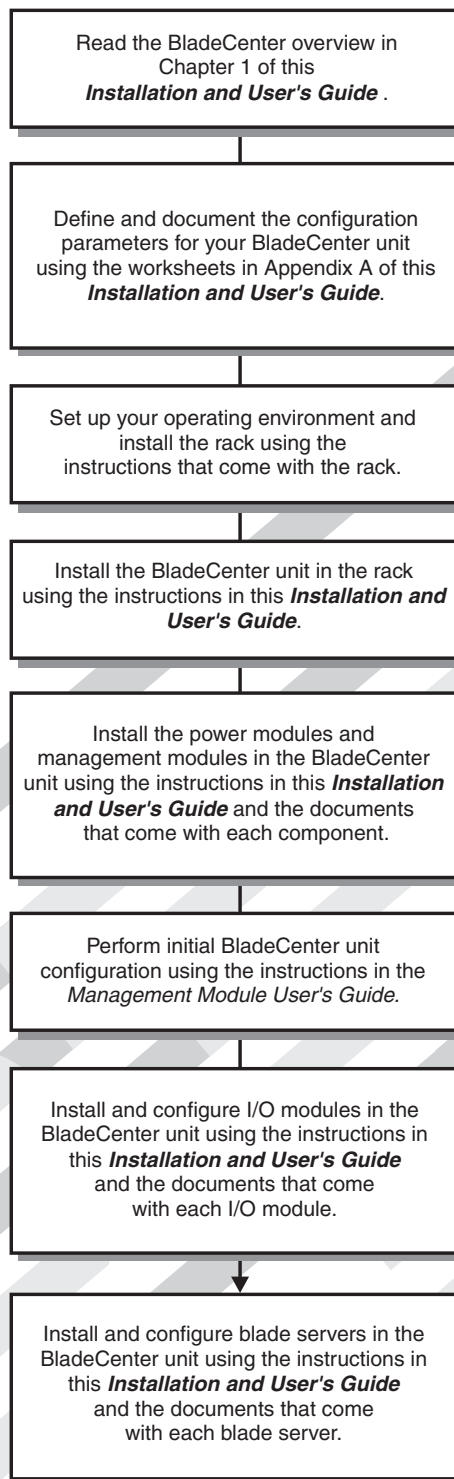 Read the BladeCenter overview in
Chapter 1 of this
Installation and User's Guide .
Define and document the configuration
parameters for your BladeCenter unit
using the worksheets in Appendix A of this
Installation and User's Guide.
Set up your operating environment and
install the rack using the
instructions that come with the rack.
Install the BladeCenter unit in the rack
using the instructions in this Installation and
User's Guide.
Install the power modules and
management modules in the BladeCenter
unit using the instructions in this Installation
and User's Guide and the documents
that come with each component.
Perform initial BladeCenter unit
configuration using the instructions in the
Management Module User's Guide.
Install and configure I/O modules in the
BladeCenter unit using the instructions in
this Installation and User's Guide
and the documents that come
with each I/O module.
Install and configure blade servers in the
BladeCenter unit using the instructions in
this Installation and User's Guide
and the documents that come
with each blade server.